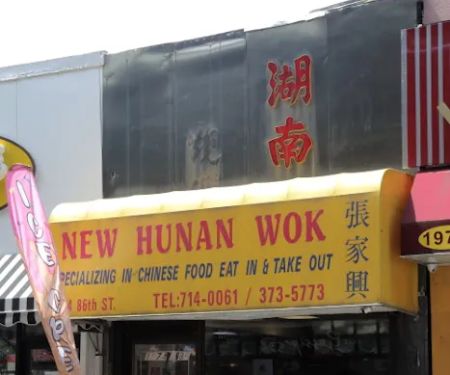 湖南
NEW HUNAN WOK
SPECIALIZING IN CHINESE FOOD EAT IN & TAKE OUT
86th ST. TEL:714-0061 / 373-5773
張家興
197
ICE